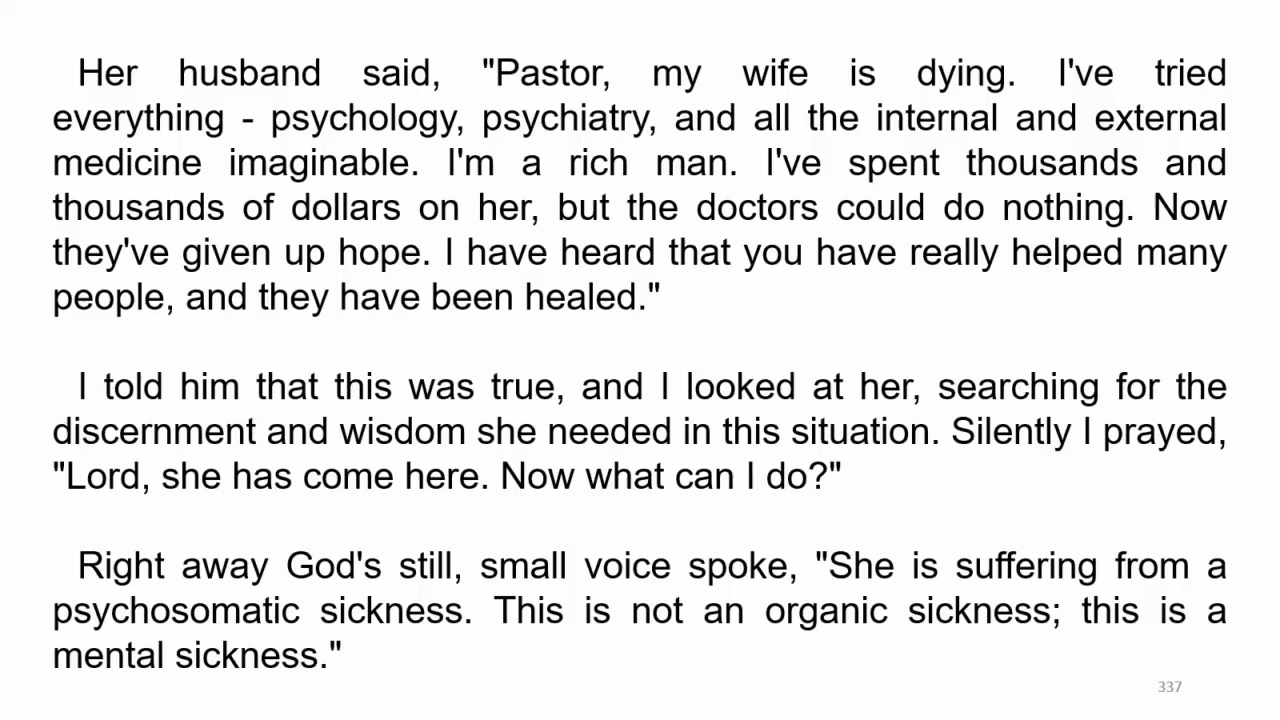 Her husband said, "Pastor, my wife is dying. I've tried
everything - psychology, psychiatry, and all the internal and external
medicine imaginable. I'm a rich man. I've spent thousands and
thousands of dollars on her, but the doctors could do nothing. Now
they've given up hope. I have heard that you have really helped many
people, and they have been healed."
I told him that this was true, and I looked at her, searching for the
discernment and wisdom she needed in this situation. Silently I prayed,
"Lord, she has come here. Now what can I do?"
Right away God's still, small voice spoke, "She is suffering from a
psychosomatic sickness. This is not an organic sickness; this is a
mental sickness."
337